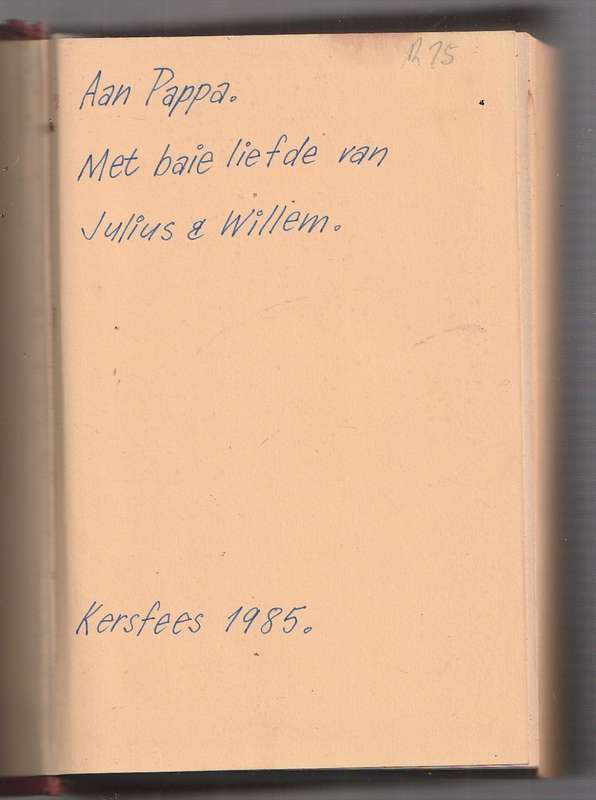 R 75
Aan Pappa.
Met baie liefde van
Julius & Willem.
Kersfees 1985.